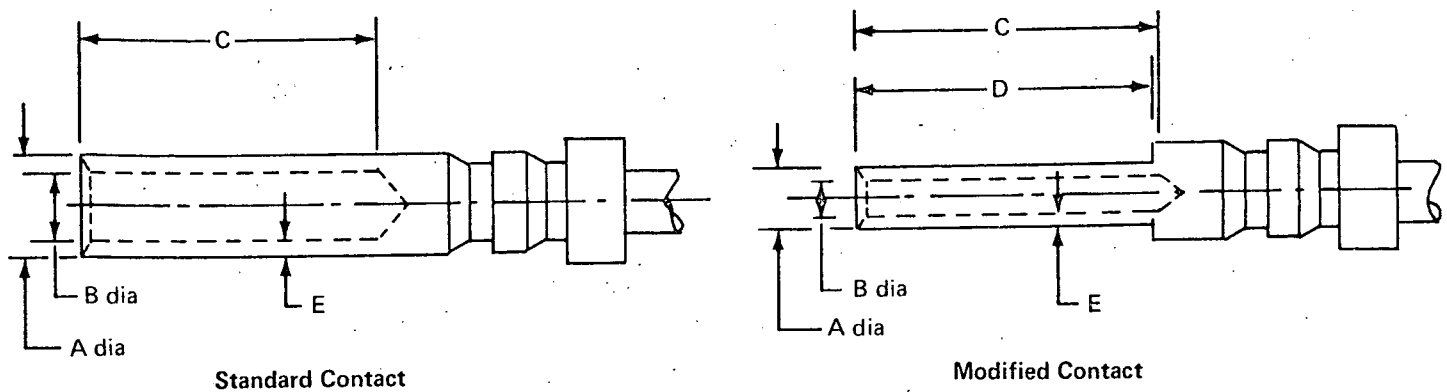 C
B dia
E
A dia
Standard Contact
C
D
E
B dia
A dia
Modified Contact